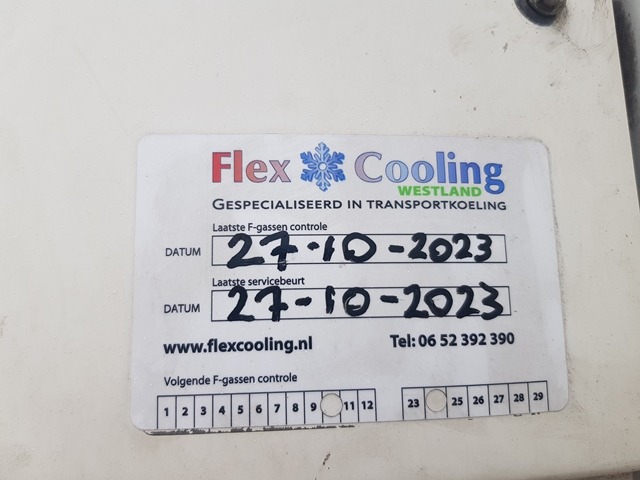 Flex Cooling
WESTLAND
GESPECIALISEERD IN TRANSPORTKOELING
Laatste F-gassen controle
DATUM 27-10-2023
Laatste servicebeurt
DATUM 27-10-2023
www.flexcooling.nl Tel: 06 52 392 390
Volgende F-gassen controle
1 2 3 4 5 6 7 8 9 11 12 23 25 26 27 28 29